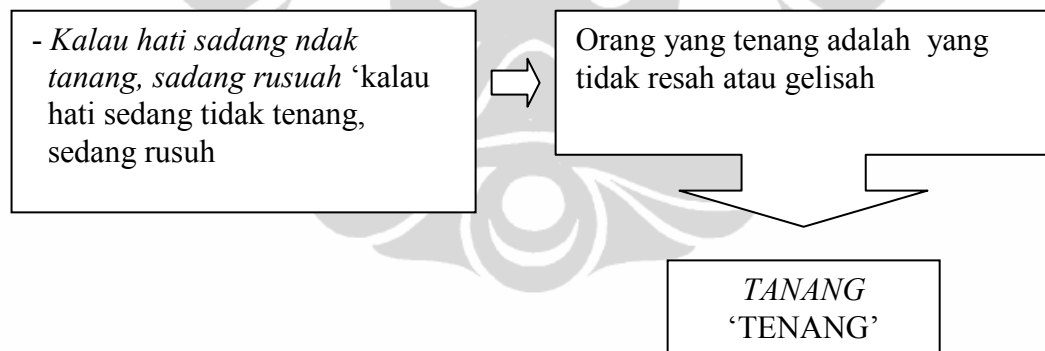 - Kalau hati sadang ndak
tanang, sadang rusuah ‘kalau
hati sedang tidak tenang,
sedang rusuh
Orang yang tenang adalah yang
tidak resah atau gelisah
TANANG
‘TENANG’